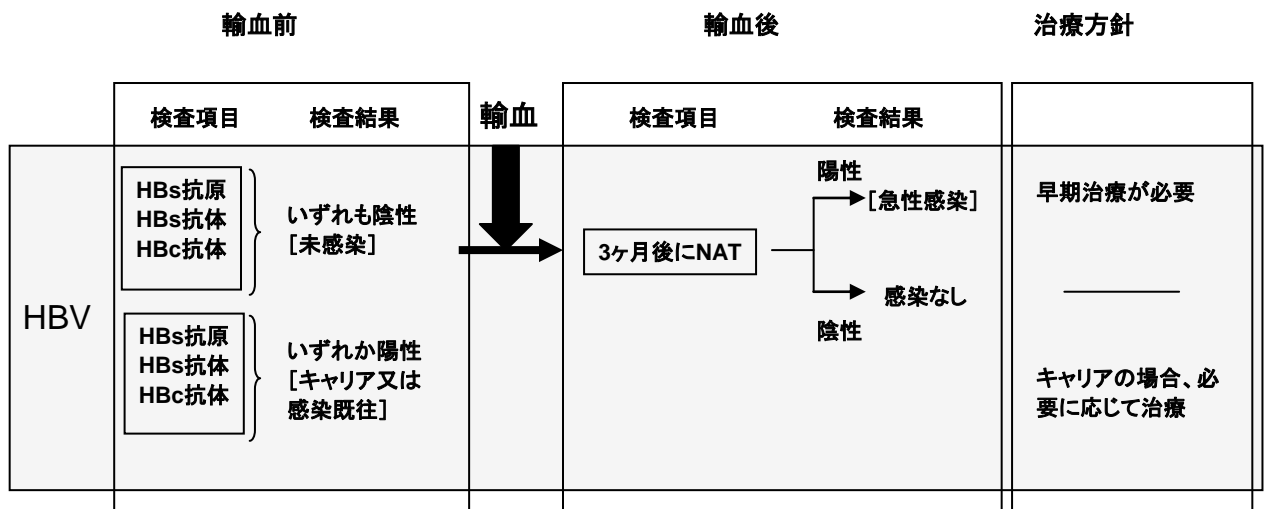 輸血前
輸血後
治療方針
検査項目
検査結果
輸血
検査項目
検査結果
HBV
HBs抗原
HBs抗体
HBc抗体
いずれも陰性
[未感染]
3ヶ月後にNAT
陽性
[急性感染]
感染なし
陰性
早期治療が必要
HBs抗原
HBs抗体
HBc抗体
いずれか陽性
[キャリア又は
感染既往]
キャリアの場合、必
要に応じて治療